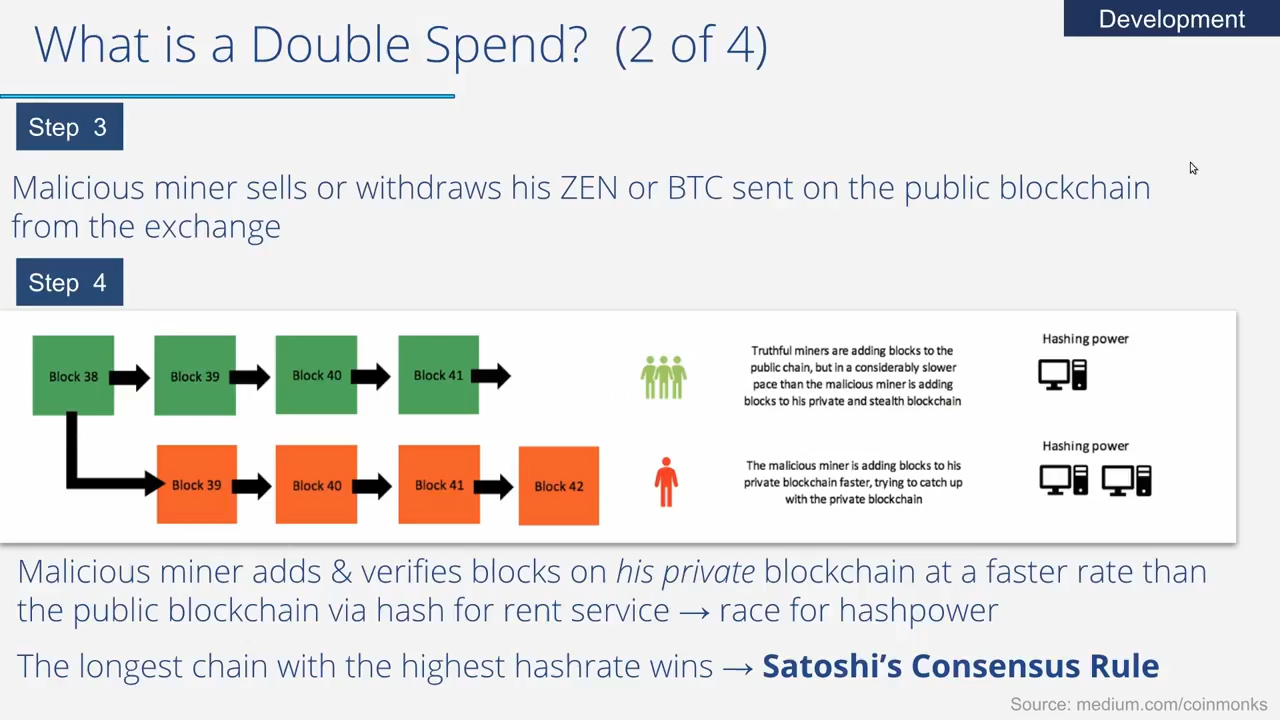 What is a Double Spend? (2 of 4)
Development
Step 3
Malicious miner sells or withdraws his ZEN or BTC sent on the public blockchain
from the exchange
Step 4
Block 38
Block 39
Block 40
Block 41
Truthful miners are adding blocks to the
public chain, but in a considerably slower
pace than the malicious miner is adding
blocks to his private and stealth blockchain
Hashing power
Block 39
Block 40
Block 41
Block 42
The malicious miner is adding blocks to his
private blockchain faster, trying to catch up
with the private blockchain
Hashing power
Malicious miner adds & verifies blocks on his private blockchain at a faster rate than
the public blockchain via hash for rent service → race for hashpower
The longest chain with the highest hashrate wins → Satoshi's Consensus Rule
Source: medium.com/coinmonks